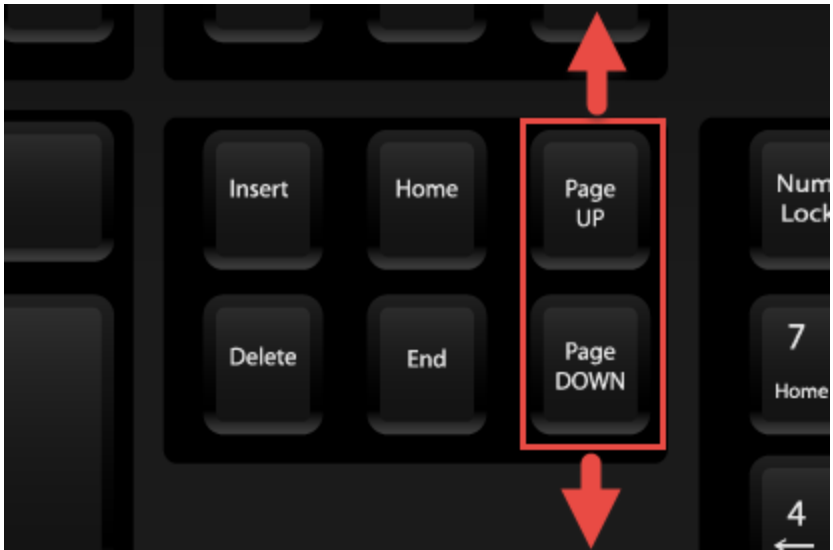 Insert
Home
Page
UP
Num
Lock
Delete
End
Page
DOWN
7
Home
4